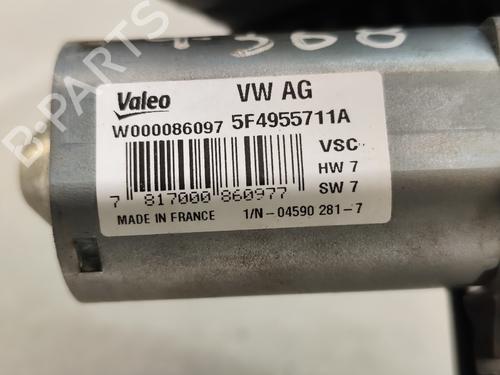 4308
Valeo VW AG
W000086097 5F4955711A
VSC
HW 7
7 817000 860977 SW 7
MADE IN FRANCE 1/N - 04590 281-7
B-PARTS